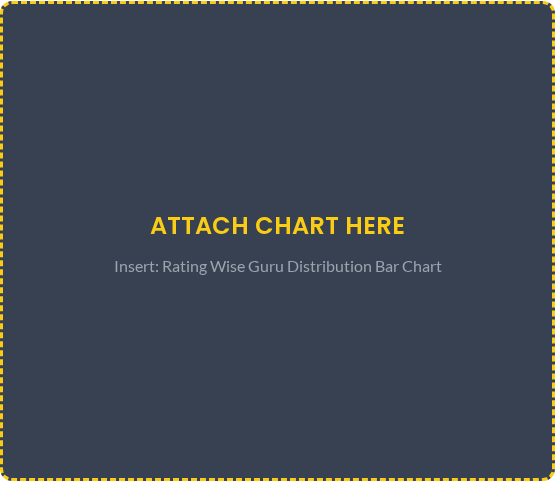 ATTACH CHART HERE
Insert: Rating Wise Guru Distribution Bar Chart